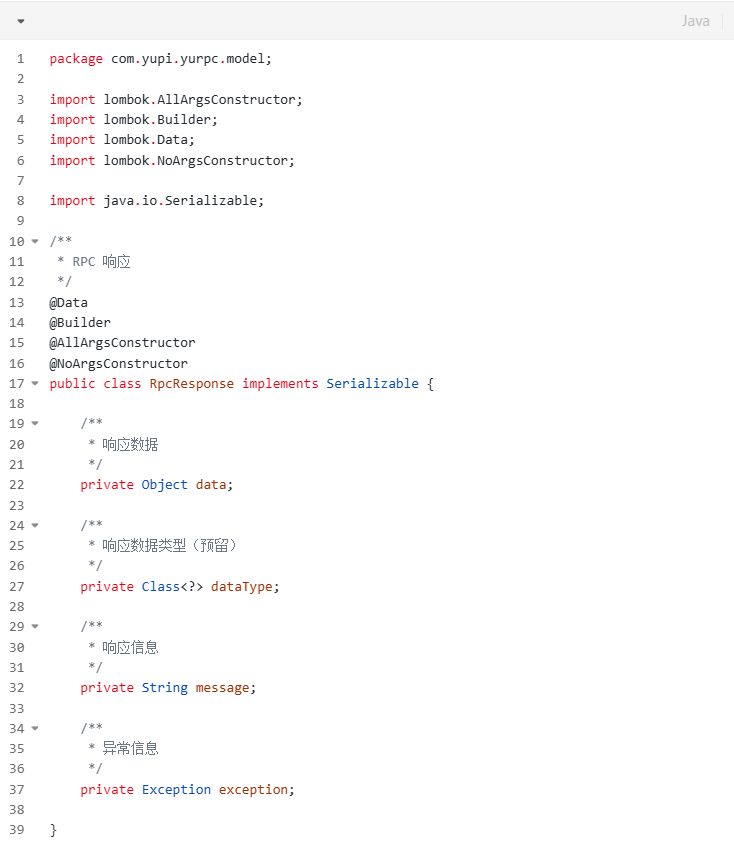 Java
1 package com.yupi.yurpc.model;
2
3 import lombok.AllArgsConstructor;
4 import lombok.Builder;
5 import lombok.Data;
6 import lombok.NoArgsConstructor;
7
8 import java.io.Serializable;
9
10 /**
11  * RPC 响应
12  */
13 @Data
14 @Builder
15 @AllArgsConstructor
16 @NoArgsConstructor
17 public class RpcResponse implements Serializable {
18
19     /**
20      * 响应数据
21      */
22     private Object data;
23
24     /**
25      * 响应数据类型（预留）
26      */
27     private Class<?> dataType;
28
29     /**
30      * 响应信息
31      */
32     private String message;
33
34     /**
35      * 异常信息
36      */
37     private Exception exception;
38
39 }